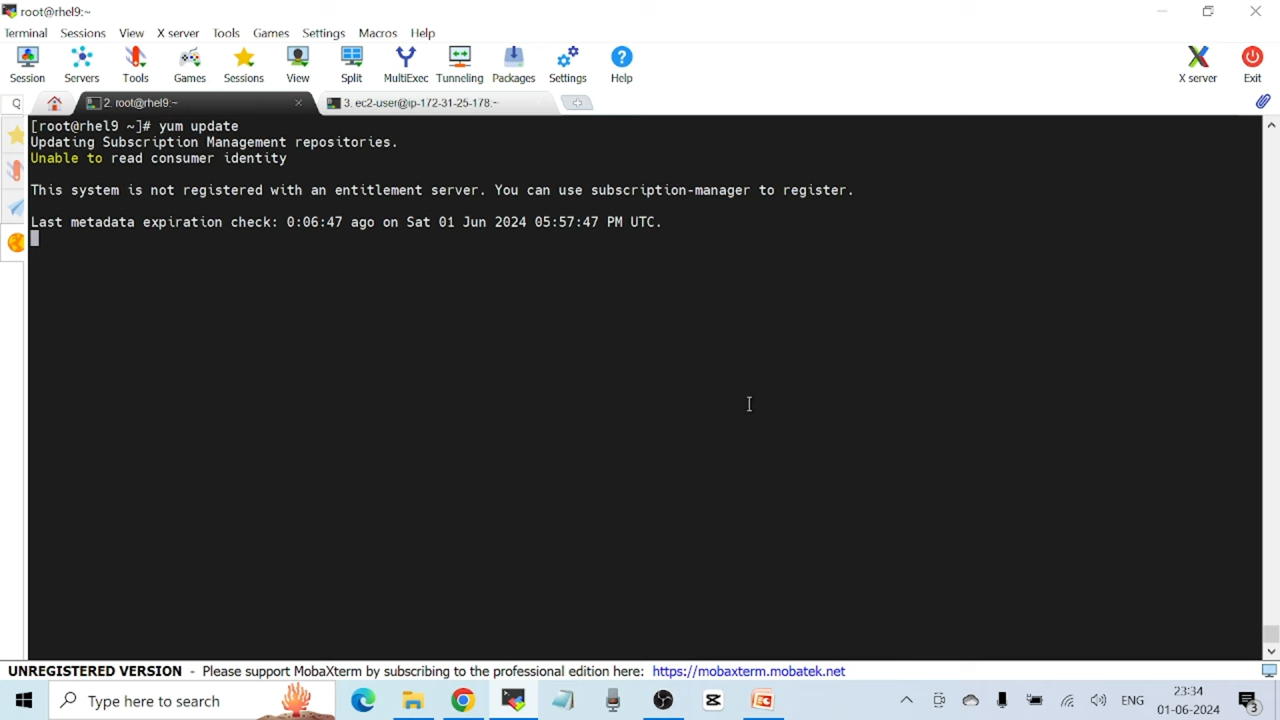 root@rhel9:~
Terminal Sessions View X server Tools Games Settings Macros Help
Session Servers Tools Games Sessions View Split MultiExec Tunneling Packages Settings Help X server Exit
2. root@rhel9:~ 3. ec2-user@ip-172-31-25-178:~
[root@rhel9 ~]# yum update
Updating Subscription Management repositories.
Unable to read consumer identity
This system is not registered with an entitlement server. You can use subscription-manager to register.
Last metadata expiration check: 0:06:47 ago on Sat 01 Jun 2024 05:57:47 PM UTC.
UNREGISTERED VERSION - Please support MobaXterm by subscribing to the professional edition here: https://mobaxterm.mobatek.net
Type here to search
ENG
23:34
01-06-2024
3